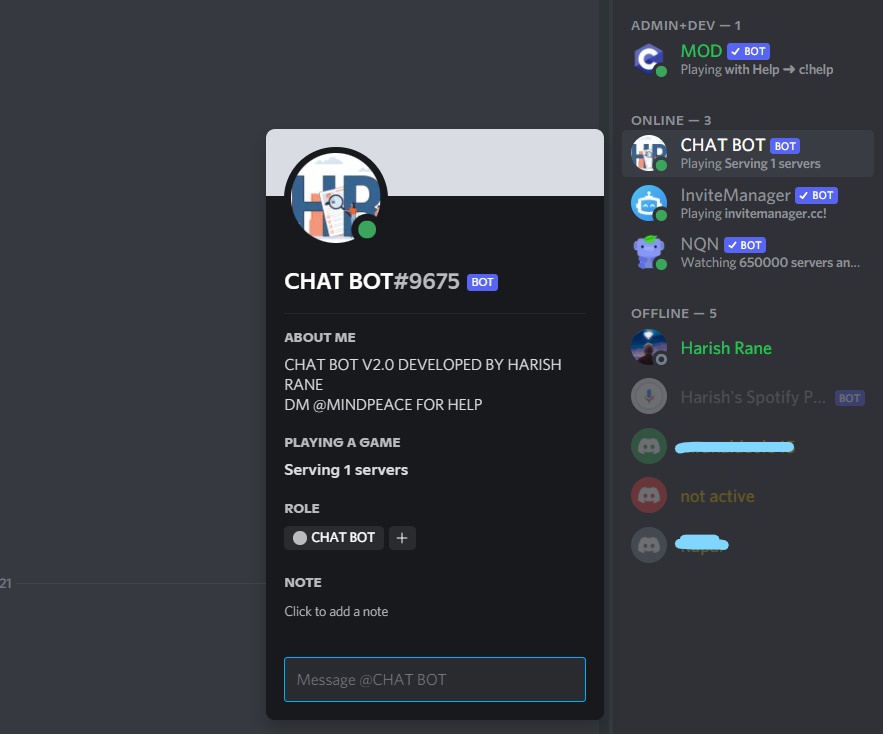 ADMIN+DEV — 1
MOD ✓ BOT
Playing with Help ➜ c!help
ONLINE — 3
CHAT BOT BOT
Playing Serving 1 servers
InviteManager ✓ BOT
Playing invitemanager.cc!
NQN ✓ BOT
Watching 650000 servers an...
OFFLINE — 5
Harish Rane
Harish's Spotify P... BOT
not active
HR
CHAT BOT#9675 BOT
ABOUT ME
CHAT BOT V2.0 DEVELOPED BY HARISH
RANE
DM @MINDPEACE FOR HELP
PLAYING A GAME
Serving 1 servers
ROLE
CHAT BOT +
NOTE
Click to add a note
Message @CHAT BOT
21